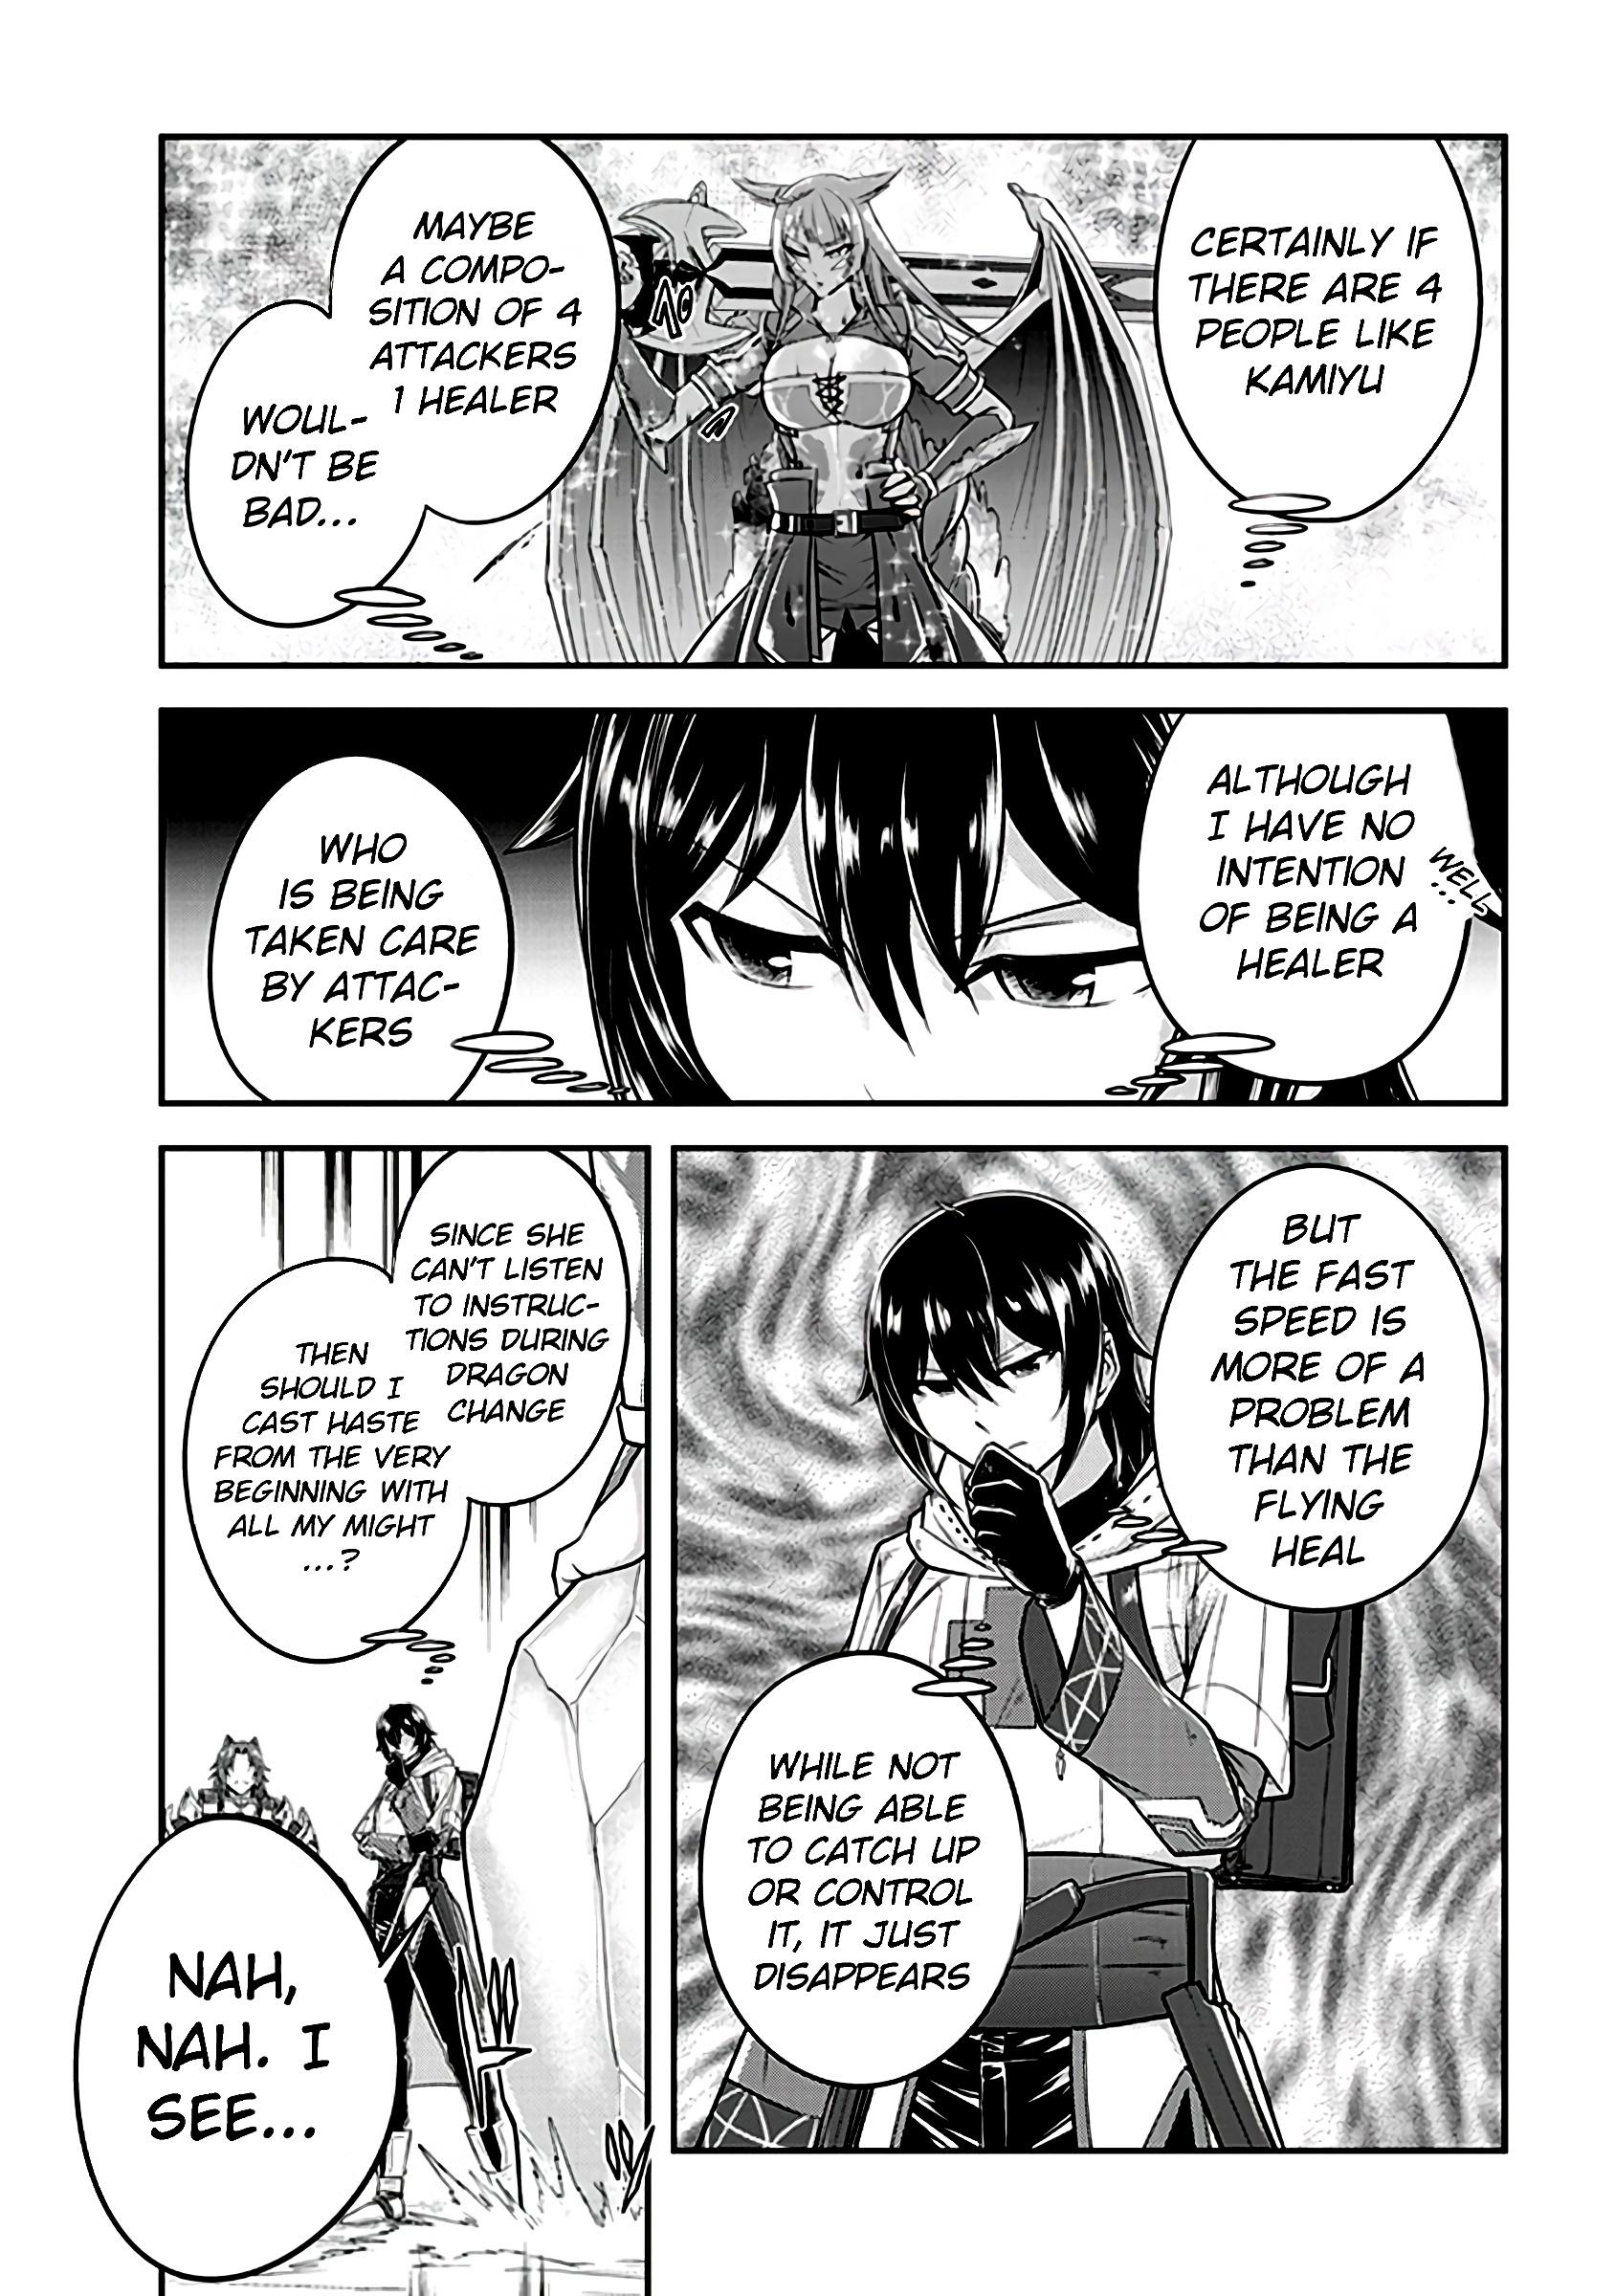 CERTAINLY IF
THERE ARE 4
PEOPLE LIKE
KAMIYU
MAYBE
A COMPO-
SITION OF 4
ATTACKERS
1 HEALER
WOUL-
DN'T BE
BAD...
ALTHOUGH
I HAVE NO
INTENTION
OF BEING A
HEALER
WELL
...
WHO
IS BEING
TAKEN CARE
BY ATTAC-
KERS
BUT
THE FAST
SPEED IS
MORE OF A
PROBLEM
THAN THE
FLYING
HEAL
WHILE NOT
BEING ABLE
TO CATCH UP
OR CONTROL
IT, IT JUST
DISAPPEARS
SINCE SHE
CAN'T LISTEN
TO INSTRUC-
TIONS DURING
DRAGON
CHANGE
THEN
SHOULD I
CAST HASTE
FROM THE VERY
BEGINNING WITH
ALL MY MIGHT
...?
NAH,
NAH. I
SEE...